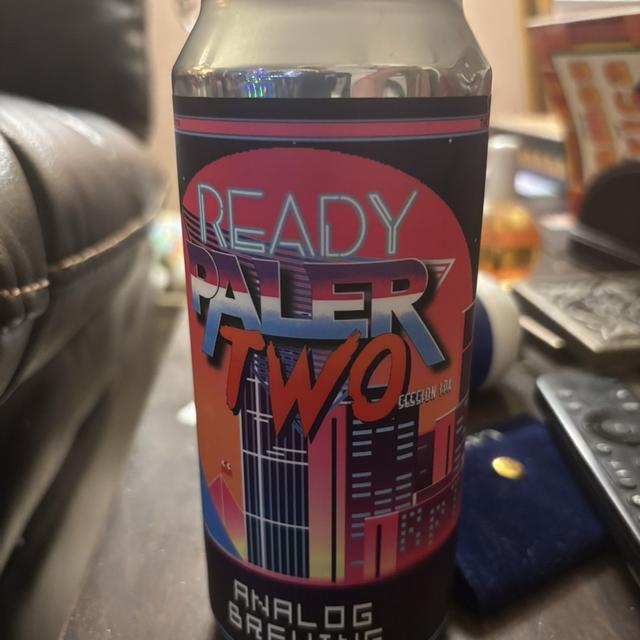 READY
PALER
TWO
SESSION IPA
ANALOG
BREWING